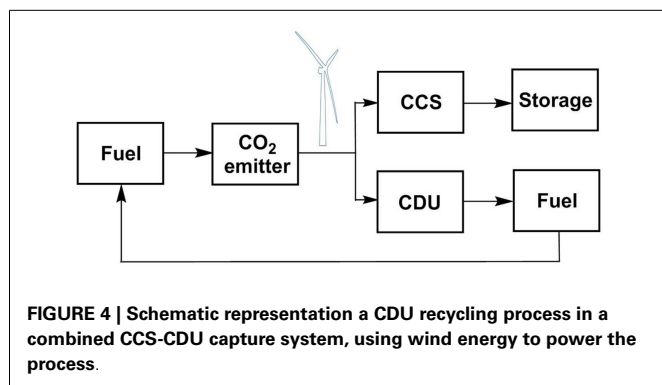 CCS
Storage
Fuel
CO₂
emitter
CDU
Fuel
FIGURE 4 | Schematic representation a CDU recycling process in a
combined CCS-CDU capture system, using wind energy to power the
process.